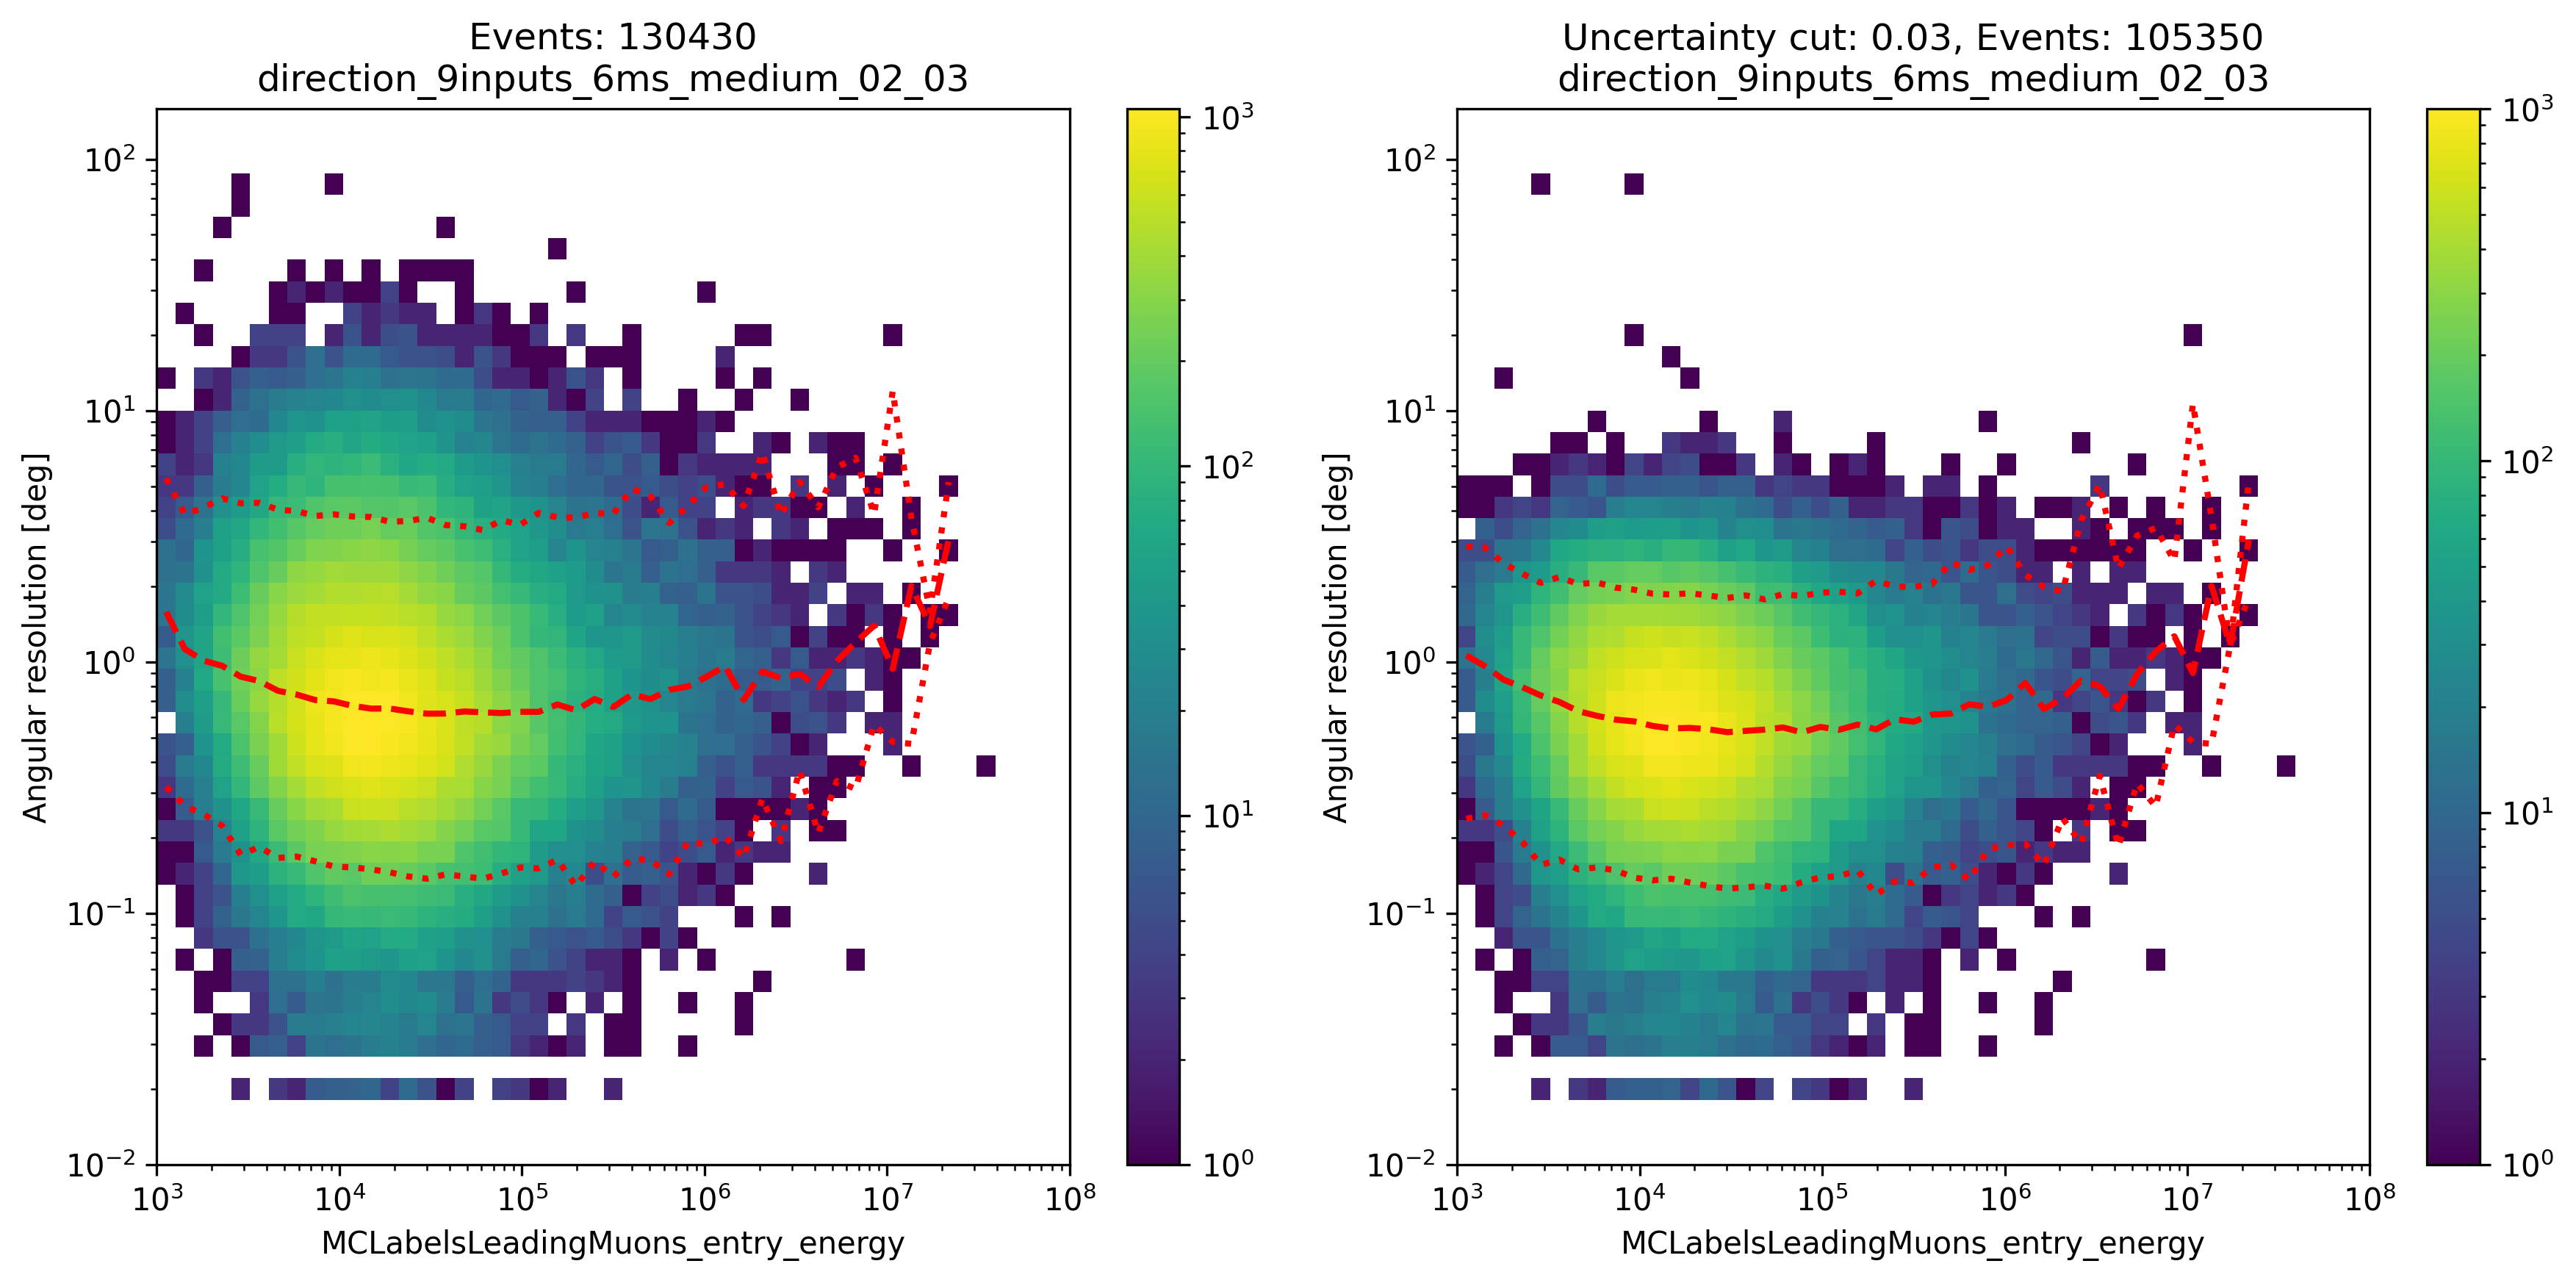 Events: 130430
direction_9inputs_6ms_medium_02_03
Angular resolution [deg]
10²
10¹
10⁰
10⁻¹
10⁻²
10³ 10⁴ 10⁵ 10⁶ 10⁷ 10⁸
MCLabelsLeadingMuons_entry_energy
10³
10²
10¹
10⁰
Uncertainty cut: 0.03, Events: 105350
direction_9inputs_6ms_medium_02_03
Angular resolution [deg]
10²
10¹
10⁰
10⁻¹
10⁻²
10³ 10⁴ 10⁵ 10⁶ 10⁷ 10⁸
MCLabelsLeadingMuons_entry_energy
10³
10²
10¹
10⁰